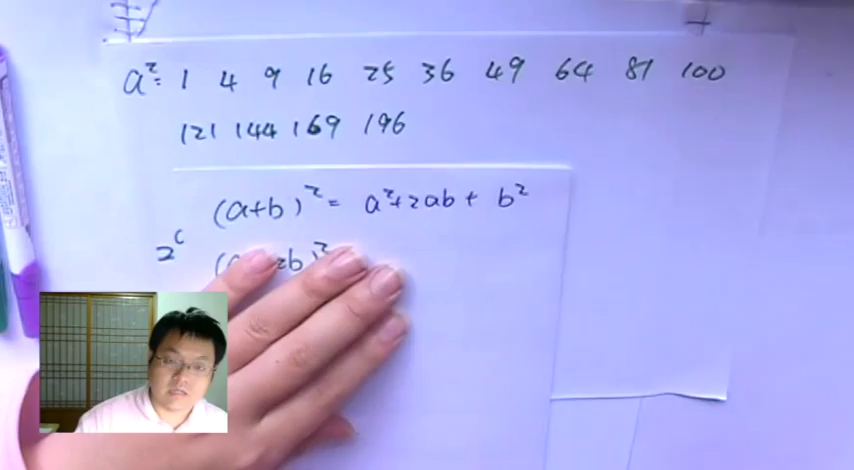 a²= 1 4 9 16 25 36 49 64 81 100
121 144 169 196
(a+b)²= a²+2ab+ b²
2ᶜ